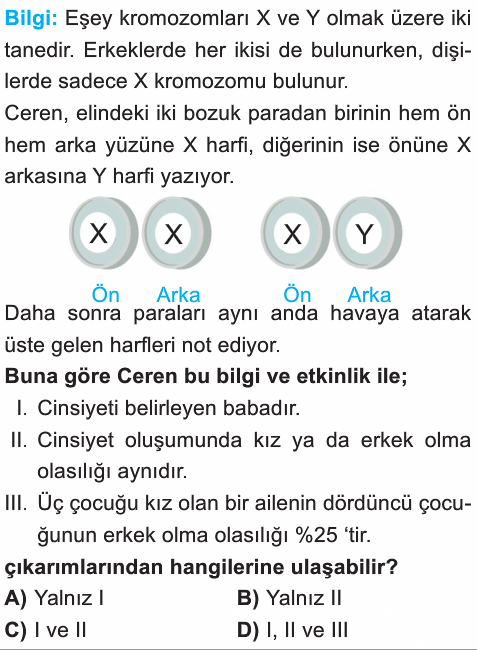 Bilgi: Eşey kromozomları X ve Y olmak üzere iki
tanedir. Erkeklerde her ikisi de bulunurken, dişi-
lerde sadece X kromozomu bulunur.
Ceren, elindeki iki bozuk paradan birinin hem ön
hem arka yüzüne X harfi, diğerinin ise önüne X
arkasına Y harfi yazıyor.
X X X Y
Ön Arka Ön Arka
Daha sonra paraları aynı anda havaya atarak
üste gelen harfleri not ediyor.
Buna göre Ceren bu bilgi ve etkinlik ile;
I. Cinsiyeti belirleyen babadır.
II. Cinsiyet oluşumunda kız ya da erkek olma
olasılığı aynıdır.
III. Üç çocuğu kız olan bir ailenin dördüncü çocu-
ğunun erkek olma olasılığı %25 ‘tir.
çıkarımlarından hangilerine ulaşabilir?
A) Yalnız I B) Yalnız II
C) I ve II D) I, II ve III